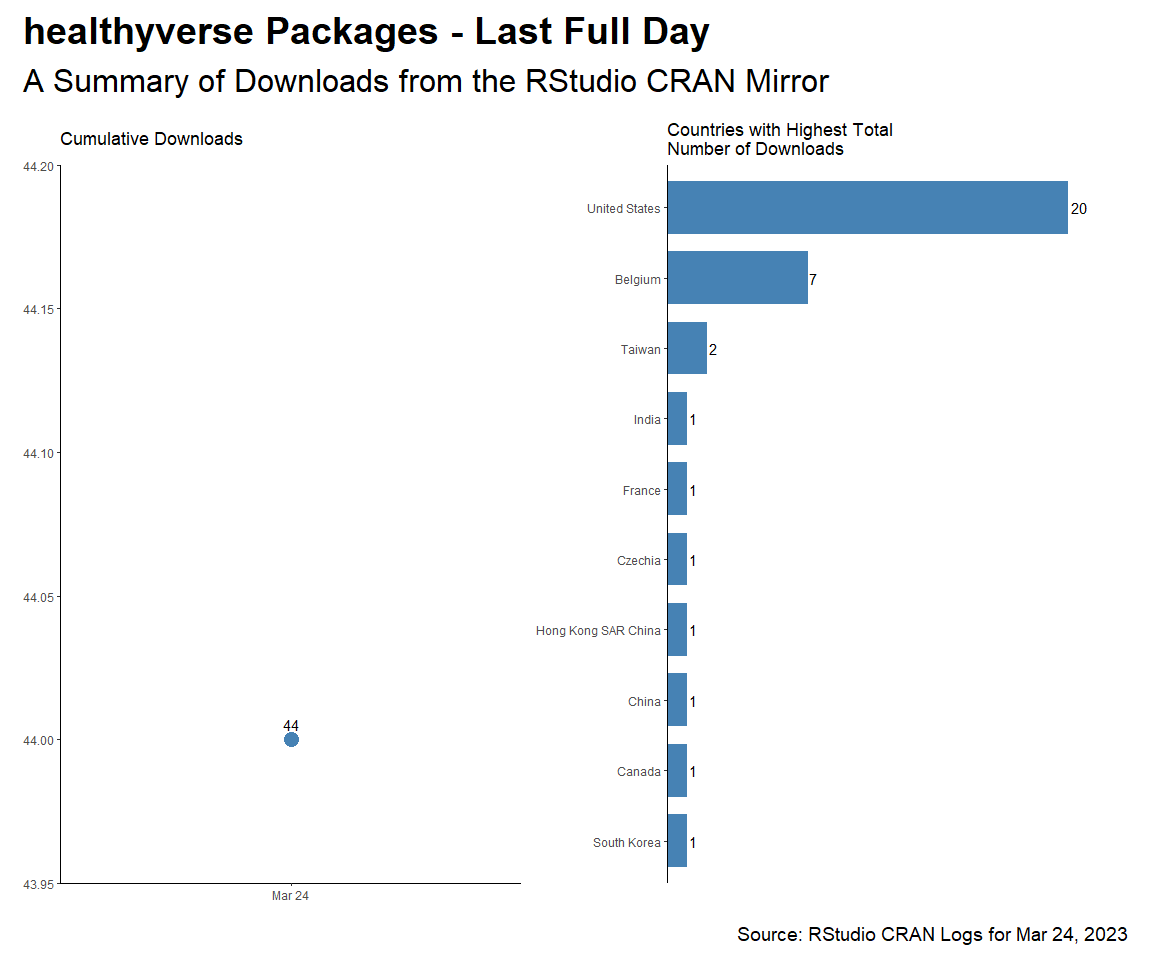 healthyverse Packages - Last Full Day
A Summary of Downloads from the RStudio CRAN Mirror
Cumulative Downloads
44.20
44.15
44.10
44.05
44.00
43.95
44
Mar 24
Countries with Highest Total
Number of Downloads
United States 20
Belgium 7
Taiwan 2
India 1
France 1
Czechia 1
Hong Kong SAR China 1
China 1
Canada 1
South Korea 1
Source: RStudio CRAN Logs for Mar 24, 2023